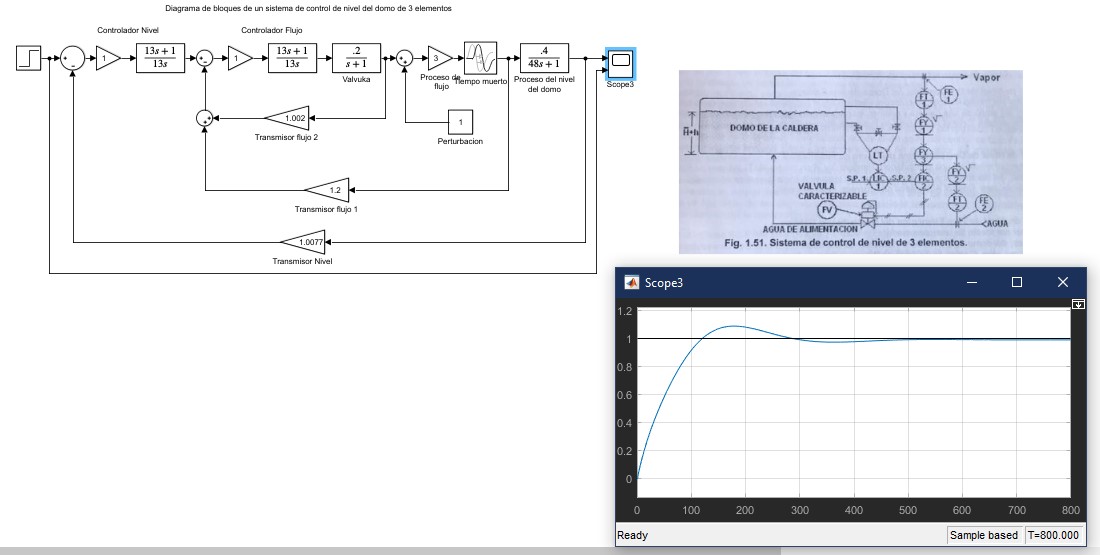 Diagrama de bloques de un sistema de control de nivel del domo de 3 elementos
Controlador Nivel
Controlador Flujo
1
13s + 1
13s
1
13s + 1
13s
.2
s + 1
Valvuka
3
Proceso de
flujo
Tiempo muerto
.4
48s + 1
Proceso del nivel
del domo
Scope3
1.002
Transmisor flujo 2
1
Perturbacion
1.2
Transmisor flujo 1
1.0077
Transmisor Nivel
Vapor
FE
1
FT
1
FY
1
DOMO DE LA CALDERA
H+h
LT
FY
3
FY
2
S.P. 1
LIC
1
S.P. 2
FIC
2
VALVULA
CARACTERIZABLE
FV
FT
2
FE
2
AGUA DE ALIMENTACION
AGUA
Fig. 1.51. Sistema de control de nivel de 3 elementos.
Scope3
1.2
1
0.8
0.6
0.4
0.2
0
0 100 200 300 400 500 600 700 800
Ready
Sample based
T=800.000